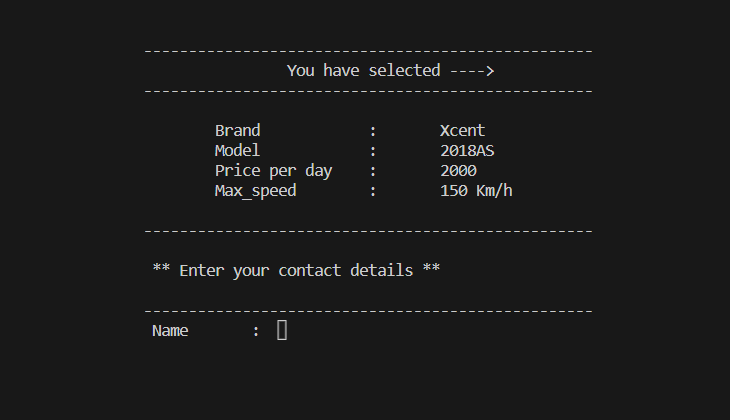 --------------------------------------------------
You have selected ---->
--------------------------------------------------
Brand : Xcent
Model : 2018AS
Price per day : 2000
Max_speed : 150 Km/h
--------------------------------------------------
** Enter your contact details **
--------------------------------------------------
Name :